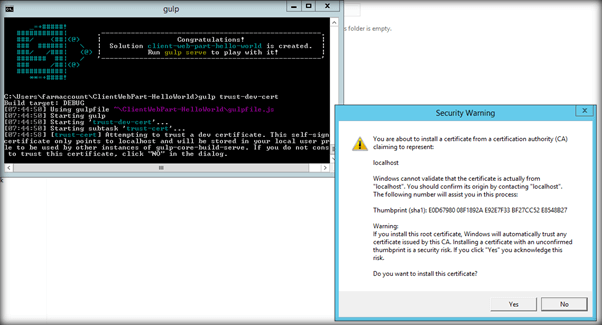 gulp
Congratulations!
Solution client-web-part-hello-world is created.
Run gulp serve to play with it!
C:\Users\farmaccount\ClientWebPart-HelloWorld>gulp trust-dev-cert
Build target: DEBUG
[07:44:50] Using gulpfile ~\ClientWebPart-HelloWorld\gulpfile.js
[07:44:50] Starting gulp
[07:44:50] Starting 'trust-dev-cert'...
[07:44:50] Starting subtask 'trust-cert'...
[07:44:50] [trust-cert] Attempting to trust a dev certificate. This self-sign
certificate only points to localhost and will be stored in your local user pr
le to be used by other instances of gulp-core-build-serve. If you do not cons
to trust this certificate, click "NO" in the dialog.
s folder is empty.
Security Warning
You are about to install a certificate from a certification authority (CA)
claiming to represent:
localhost
Windows cannot validate that the certificate is actually from
"localhost". You should confirm its origin by contacting "localhost".
The following number will assist you in this process:
Thumbprint (sha1): E0D67980 08F1892A E92E7F33 BF27CC52 E8548B27
Warning:
If you install this root certificate, Windows will automatically trust any
certificate issued by this CA. Installing a certificate with an unconfirmed
thumbprint is a security risk. If you click "Yes" you acknowledge this
risk.
Do you want to install this certificate?
Yes
No